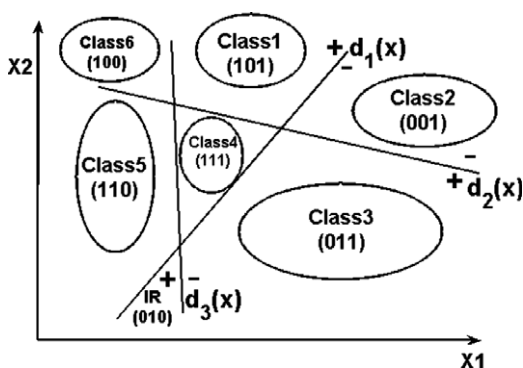 X2
Class6
(100)
Class1
(101)
+ d1(x)
−
Class2
(001)
Class4
(111)
Class5
(110)
−
+ d2(x)
Class3
(011)
+ −
IR
(010)
d3(x)
X1